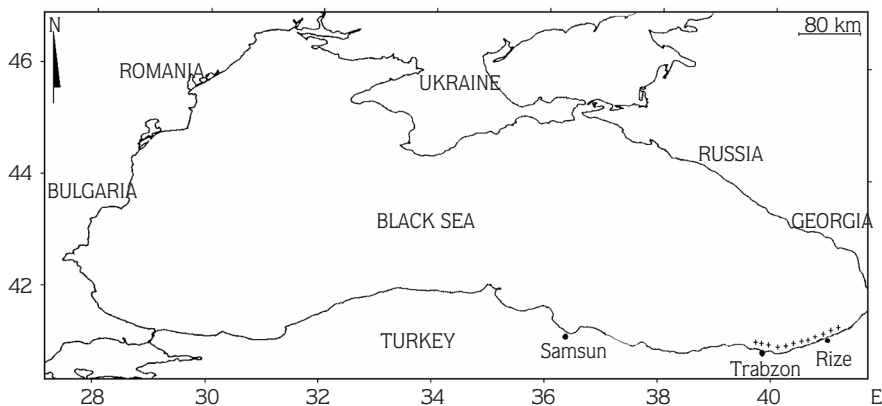 N
80 km
46
ROMANIA
UKRAINE
RUSSIA
44
BULGARIA
BLACK SEA
GEORGIA
42
TURKEY
Samsun
Trabzon
Rize
28 30 32 34 36 38 40 E